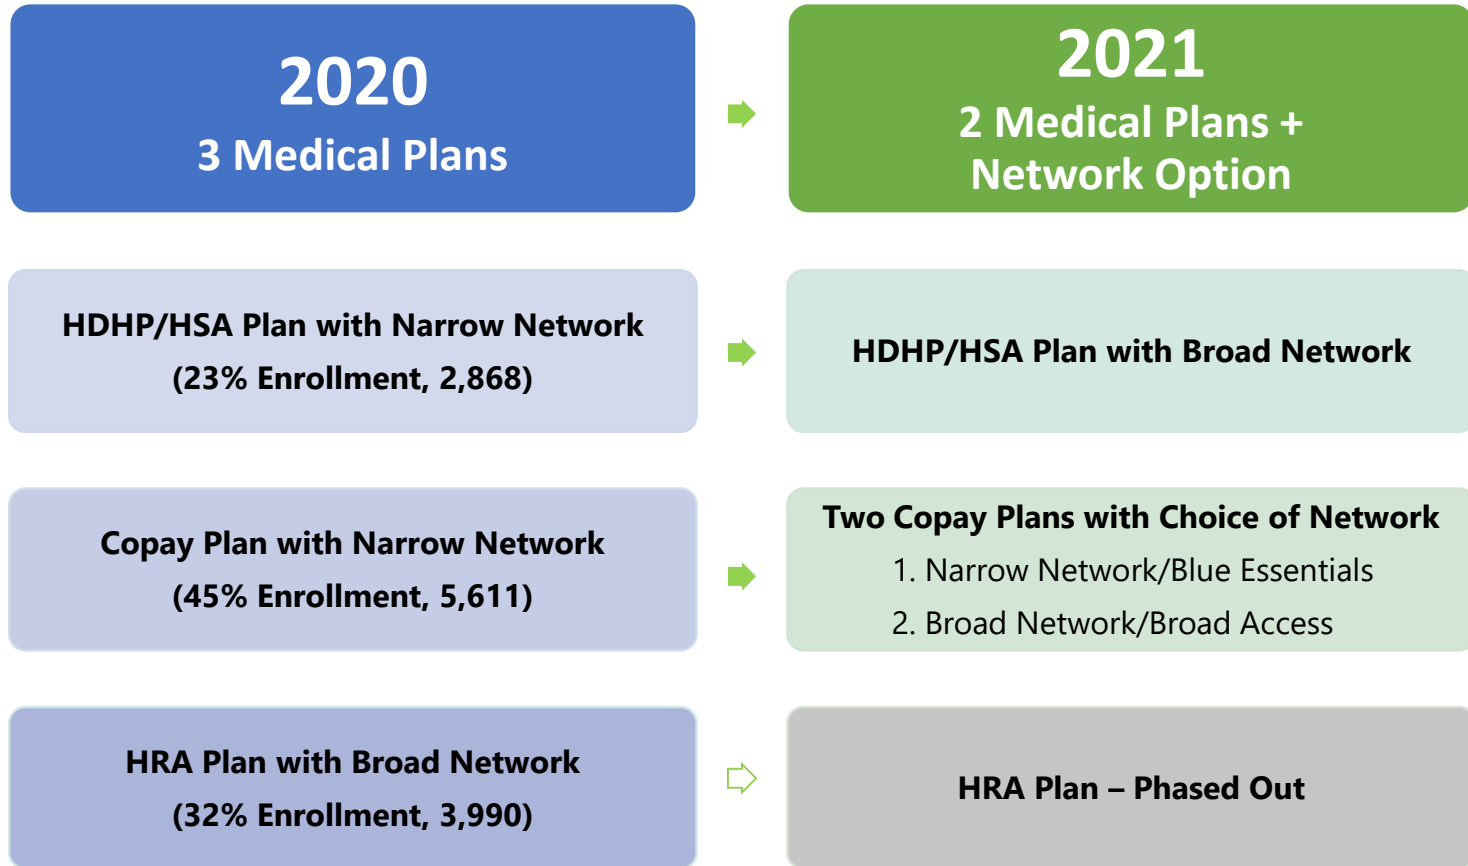 2020
3 Medical Plans
2021
2 Medical Plans +
Network Option
HDHP/HSA Plan with Narrow Network
(23% Enrollment, 2,868)
HDHP/HSA Plan with Broad Network
Copay Plan with Narrow Network
(45% Enrollment, 5,611)
Two Copay Plans with Choice of Network
1. Narrow Network/Blue Essentials
2. Broad Network/Broad Access
HRA Plan with Broad Network
(32% Enrollment, 3,990)
HRA Plan – Phased Out